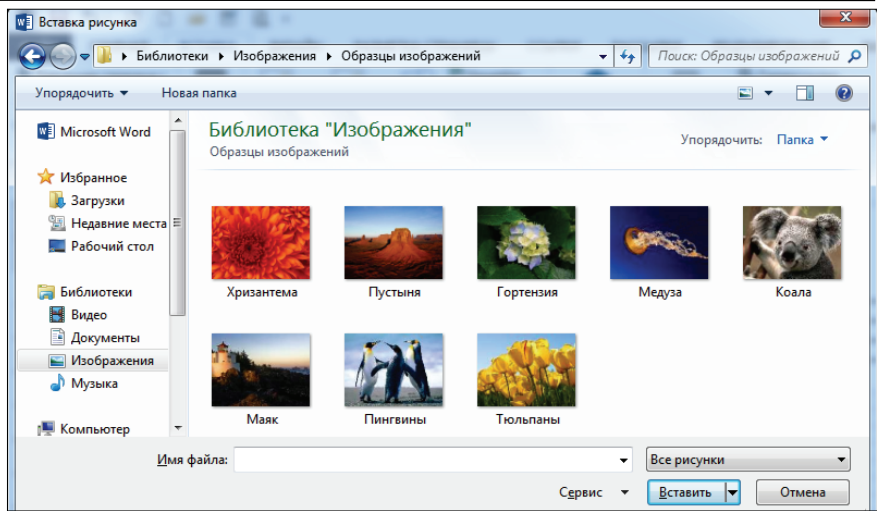 Вставка рисунка
Библиотеки Изображения Образцы изображений
Поиск: Образцы изображений
Упорядочить Новая папка
Microsoft Word
Избранное
Загрузки
Недавние места
Рабочий стол
Библиотеки
Видео
Документы
Изображения
Музыка
Компьютер
Библиотека "Изображения"
Образцы изображений
Упорядочить: Папка
Хризантема Пустыня Гортензия Медуза Коала
Маяк Пингвины Тюльпаны
Имя файла: Все рисунки
Сервис Вставить Отмена